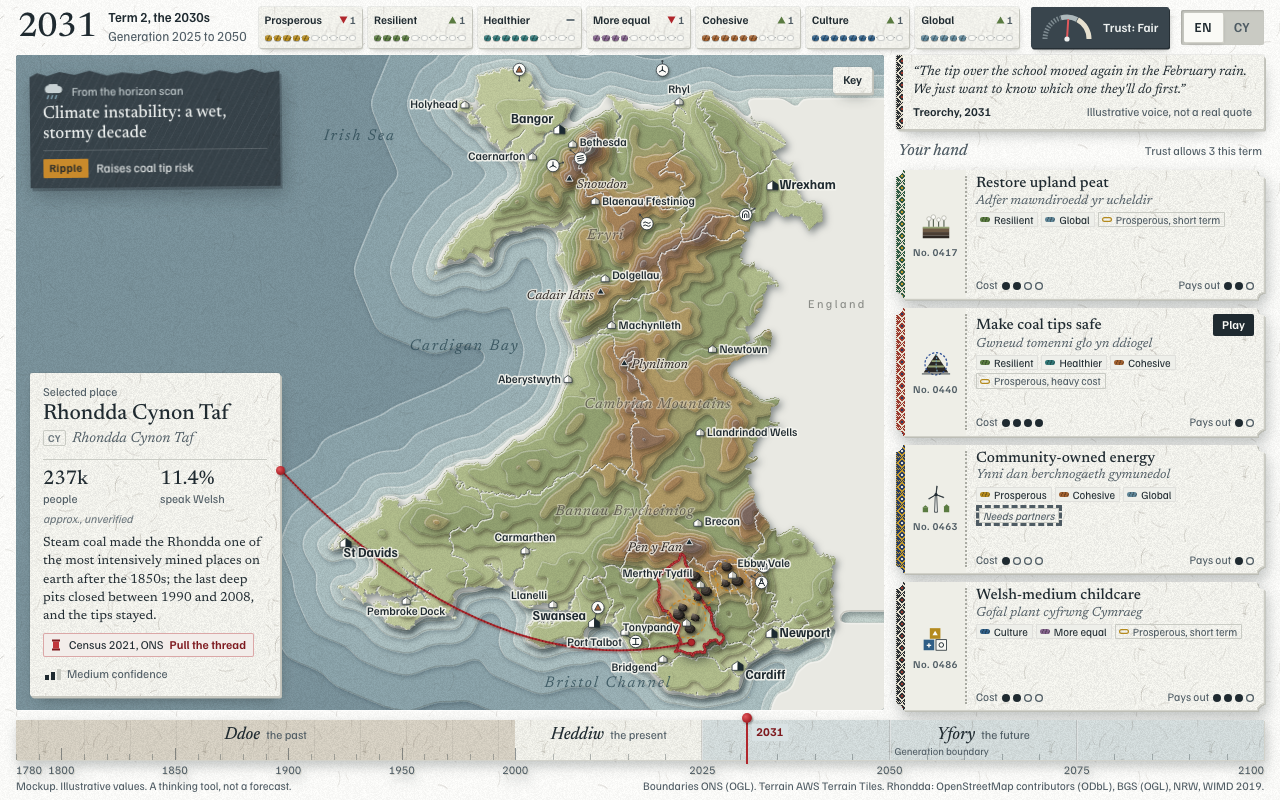 2031
Term 2, the 2030s
Generation 2025 to 2050
Prosperous 1
Resilient 1
Healthier
More equal 1
Cohesive 1
Culture 1
Global 1
Trust: Fair
EN CY
From the horizon scan
Climate instability: a wet,
stormy decade
Ripple Raises coal tip risk
Key
Irish Sea
Cardigan Bay
Bristol Channel
England
Holyhead
Rhyl
Bangor
Bethesda
Caernarfon
Snowdon
Wrexham
Blaenau Ffestiniog
Eryri
Dolgellau
Cadair Idris
Machynlleth
Newtown
Plynlimon
Aberystwyth
Cambrian Mountains
Llandrindod Wells
Bannau Brycheiniog
Brecon
Carmarthen
St Davids
Pen y Fan
Ebbw Vale
Merthyr Tydfil
Llanelli
Pembroke Dock
Swansea
Tonypandy
Newport
Port Talbot
Bridgend
Cardiff
Selected place
Rhondda Cynon Taf
CY Rhondda Cynon Taf
237k 11.4%
people speak Welsh
approx., unverified
Steam coal made the Rhondda one of
the most intensively mined places on
earth after the 1850s; the last deep
pits closed between 1990 and 2008,
and the tips stayed.
Census 2021, ONS Pull the thread
Medium confidence
“The tip over the school moved again in the February rain.
We just want to know which one they'll do first.”
Treorchy, 2031 Illustrative voice, not a real quote
Your hand Trust allows 3 this term
Restore upland peat
Adfer mawndiroedd yr ucheldir
Resilient Global Prosperous, short term
No. 0417
Cost Pays out
Make coal tips safe Play
Gwneud tomenni glo yn ddiogel
Resilient Healthier Cohesive
Prosperous, heavy cost
No. 0440
Cost Pays out
Community-owned energy
Ynni dan berchnogaeth gymunedol
Prosperous Cohesive Global
Needs partners
No. 0463
Cost Pays out
Welsh-medium childcare
Gofal plant cyfrwng Cymraeg
Culture More equal Prosperous, short term
No. 0486
Cost Pays out
Ddoe the past Heddiw the present 2031 Yfory the future
Generation boundary
1780 1800 1850 1900 1950 2000 2025 2050 2075 2100
Mockup. Illustrative values. A thinking tool, not a forecast.
Boundaries ONS (OGL). Terrain AWS Terrain Tiles. Rhondda: OpenStreetMap contributors (ODbL), BGS (OGL), NRW, WIMD 2019.